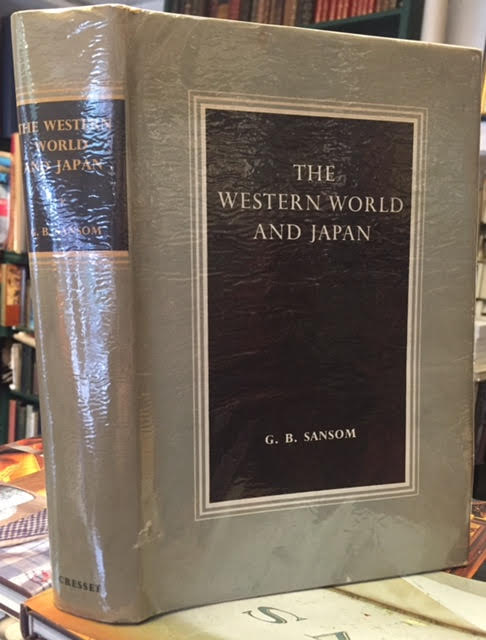 THE WESTERN
WORLD
AND JAPAN
G. B. SANSOM
CRESSET
THE
WESTERN WORLD
AND JAPAN
G. B. SANSOM